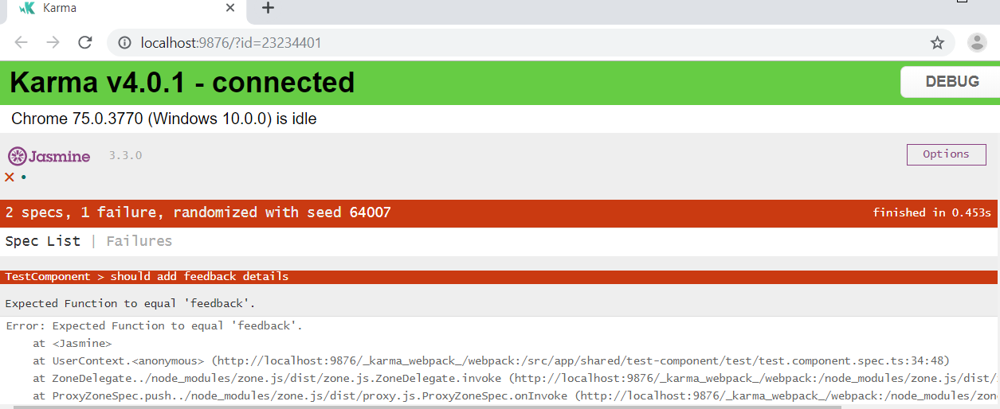 Karma
localhost:9876/?id=23234401
Karma v4.0.1 - connected
DEBUG
Chrome 75.0.3770 (Windows 10.0.0) is idle
Jasmine 3.3.0
Options
2 specs, 1 failure, randomized with seed 64007
finished in 0.453s
Spec List | Failures
TestComponent > should add feedback details
Expected Function to equal 'feedback'.
Error: Expected Function to equal 'feedback'.
at <Jasmine>
at UserContext.<anonymous> (http://localhost:9876/_karma_webpack_/webpack:/src/app/shared/test-component/test/test.component.spec.ts:34:48)
at ZoneDelegate../node_modules/zone.js/dist/zone.js.ZoneDelegate.invoke (http://localhost:9876/_karma_webpack_/webpack:/node_modules/zone.js/dist/
at ProxyZoneSpec.push../node_modules/zone.js/dist/proxy.js.ProxyZoneSpec.onInvoke (http://localhost:9876/_karma_webpack_/webpack:/node_modules/zon